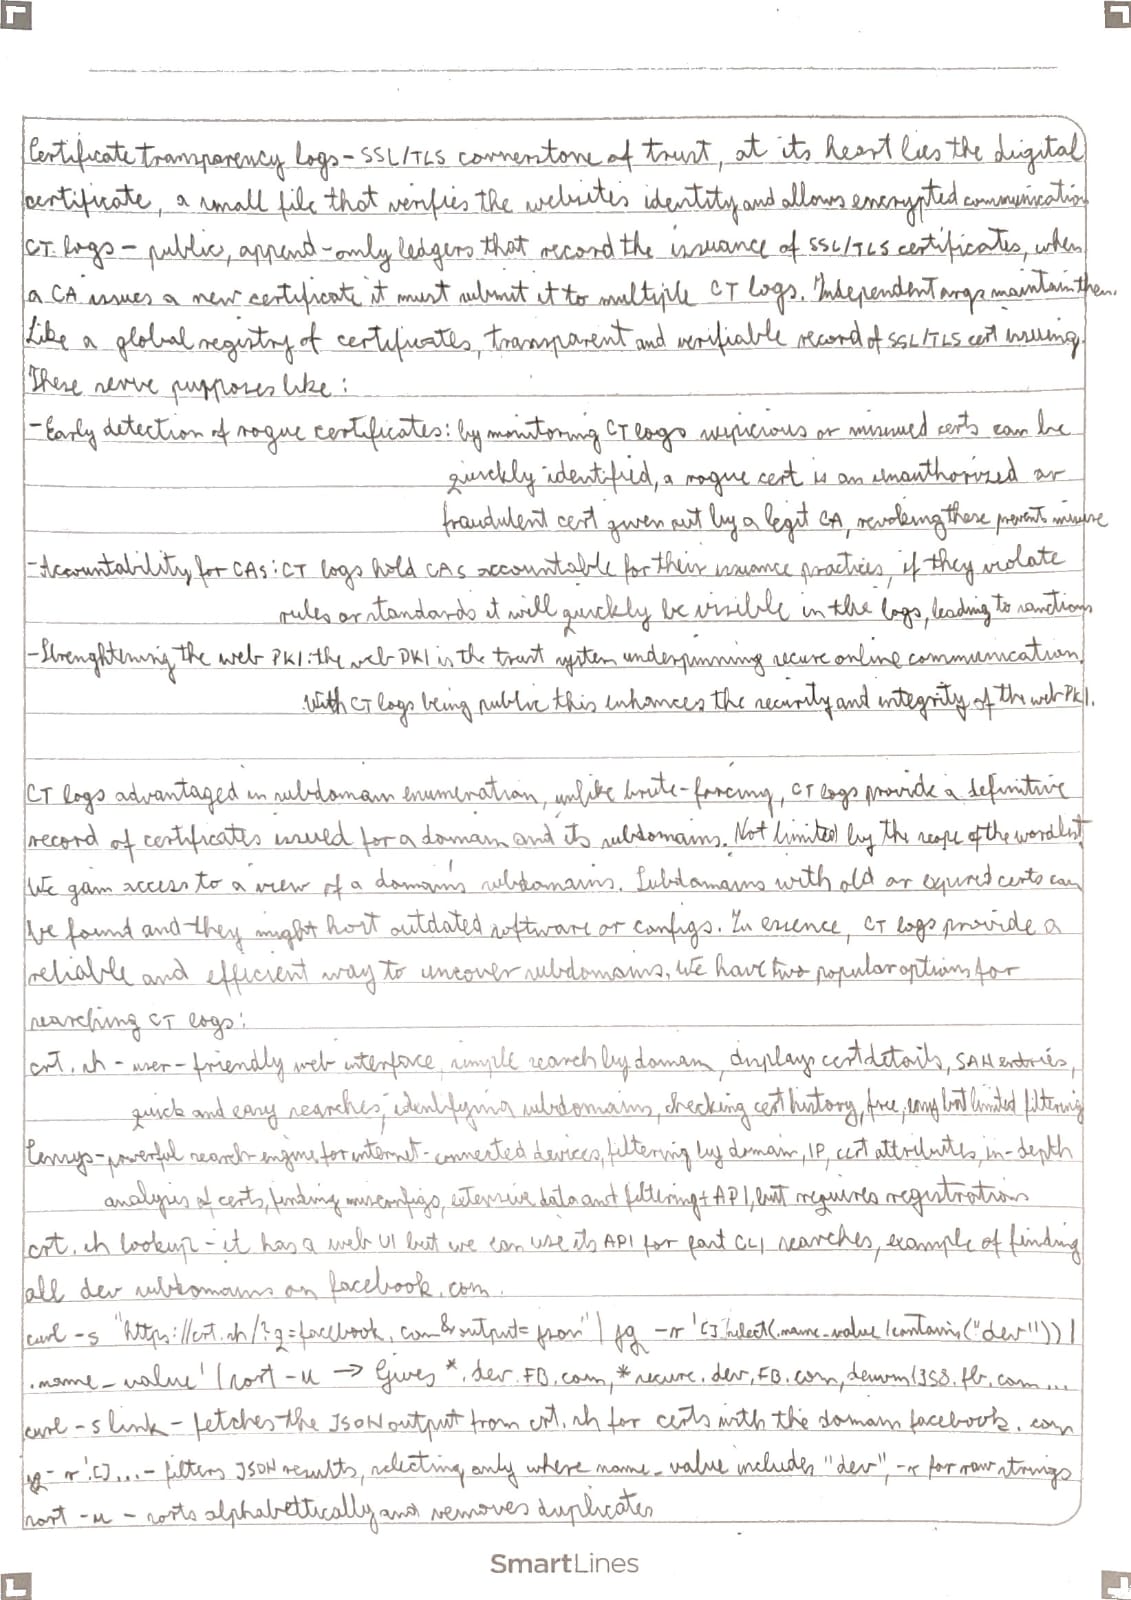 Certificate transparency logs - SSL/TLS cornerstone of trust, at its heart lies the digital
certificate, a small file that verifies the websites identity and allows encrypted communication
CT logs - public, append-only ledgers that record the issuance of SSL/TLS certificates, when
a CA issues a new certificate it must submit it to multiple CT logs. Independent orgs maintain them.
Like a global registry of certificates, transparent and verifiable record of SSL/TLS cert issuing.
These serve purposes like:
- Early detection of rogue certificates: by monitoring CT logs suspicious or misissued certs can be
quickly identified, a rogue cert is an unauthorized or
fraudulent cert given out by a legit CA, revoking these prevents misuse
- Accountability for CAs: CT logs hold CAs accountable for their issuance practices, if they violate
rules or standards it will quickly be visible in the logs, leading to sanctions
- Strenghtening the web PKI: the web PKI is the trust system underpinning secure online communication.
With CT logs being public this enhances the security and integrity of the web PKI.
CT logs advantaged in subdomain enumeration, unlike brute-forcing, CT logs provide a definitive
record of certificates issued for a domain and its subdomains. Not limited by the scope of the wordlist.
We gain access to a view of a domain's subdomains. Subdomains with old or expired certs can
be found and they might host outdated software or configs. In essence, CT logs provide a
reliable and efficient way to uncover subdomains. We have two popular options for
searching CT logs:
crt.sh - user-friendly web interface, simple search by domain, displays cert details, SAN entries,
quick and easy searches, identifying subdomains, checking cert history, free, easy but limited filtering
Censys - powerful search engine for internet-connected devices, filtering by domain, IP, cert attributes, in-depth
analysis of certs, finding misconfigs, extensive data and filtering + API, but requires registration
crt.sh lookup - it has a web UI but we can use its API for fast CLI searches, example of finding
all dev subdomains on facebook.com.
curl -s "https://crt.sh/?q=facebook.com&output=json" | jq -r '.[] | select(.name_value | contains("dev")) |
.name_value' | sort -u → Gives *.dev.FB.com, *secure.dev.FB.com, devvm1358.fb.com...
curl -s link - fetches the JSON output from crt.sh for certs with the domain facebook.com
jq -r '.[]... - filters JSON results, selecting only where name_value includes "dev", -r for raw strings
sort -u - sorts alphabettically and removes duplicates
SmartLines